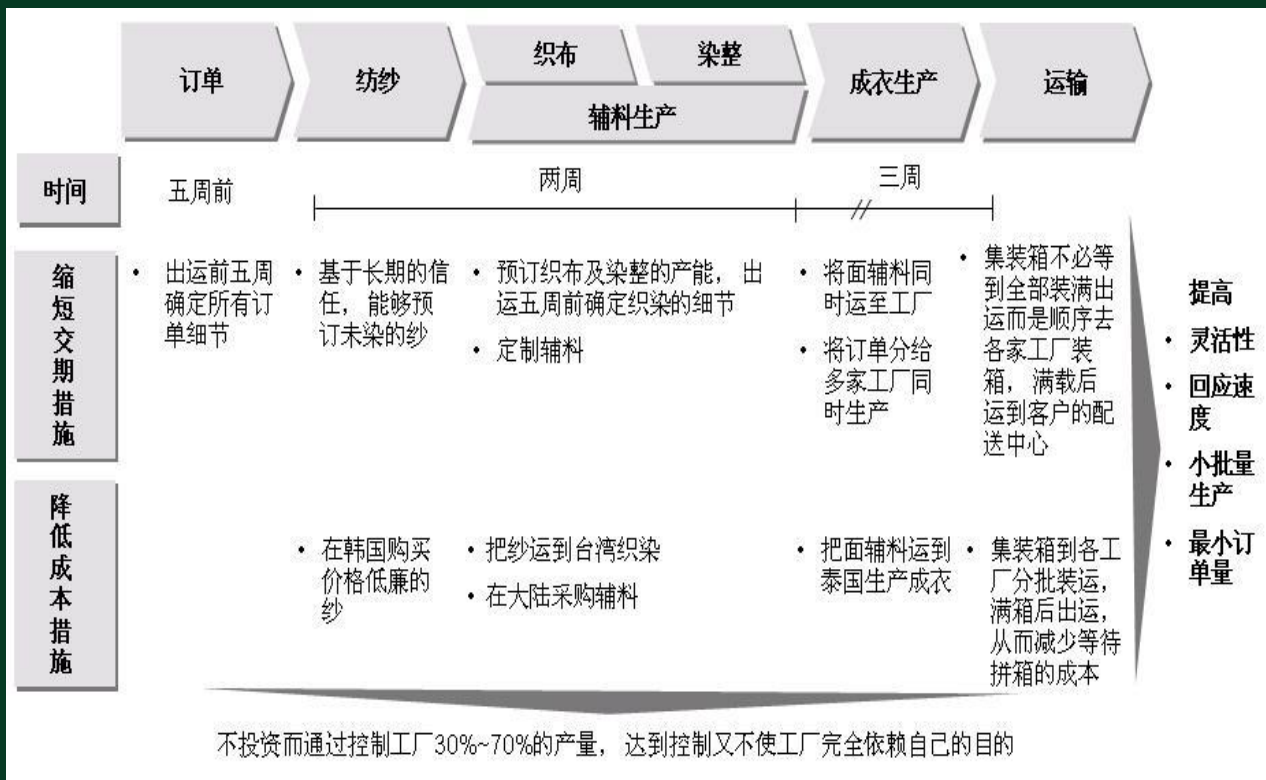 订单
纺纱
织布
染整
辅料生产
成衣生产
运输
时间
五周前
两周
三周
缩
短
交
期
措
施
• 出运前五周
确定所有订
单细节
• 基于长期的信
任，能够预
订未染的纱
• 预订织布及染整的产能，出
运五周前确定织染的细节
• 定制辅料
• 将面辅料同
时运至工厂
• 将订单分给
多家工厂同
时生产
• 集装箱不必等
到全部装满出
运而是顺序去
各家工厂装
箱，满载后
运到客户的配
送中心
降
低
成
本
措
施
• 在韩国购买
价格低廉的
纱
• 把纱运到台湾织染
• 在大陆采购辅料
• 把面辅料运到
泰国生产成衣
• 集装箱到各工
厂分批装运，
满箱后出运，
从而减少等待
拼箱的成本
提高
• 灵活性
• 回应速
度
• 小批量
生产
• 最小订
单量
不投资而通过控制工厂30%~70%的产量，达到控制又不使工厂完全依赖自己的目的